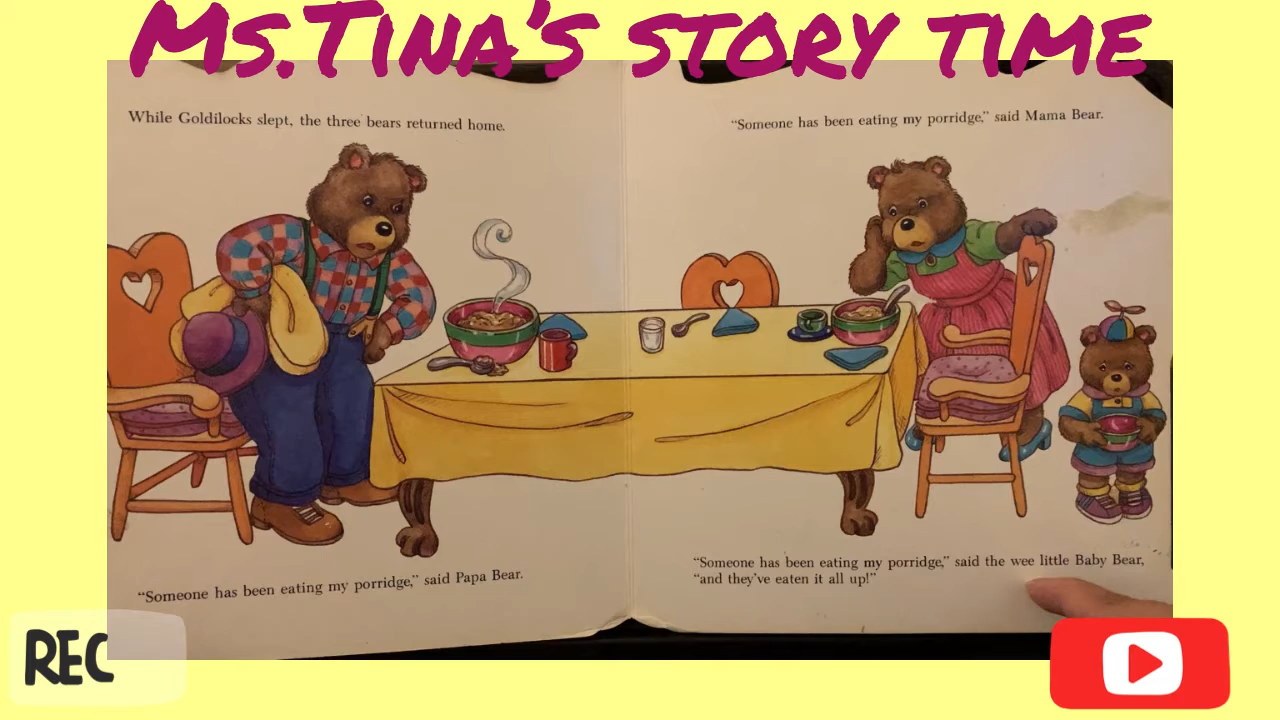 Ms.Tina's story time
While Goldilocks slept, the three bears returned home.
"Someone has been eating my porridge," said Papa Bear.
"Someone has been eating my porridge," said Mama Bear.
"Someone has been eating my porridge," said the wee little Baby Bear,
"and they've eaten it all up!"
REC